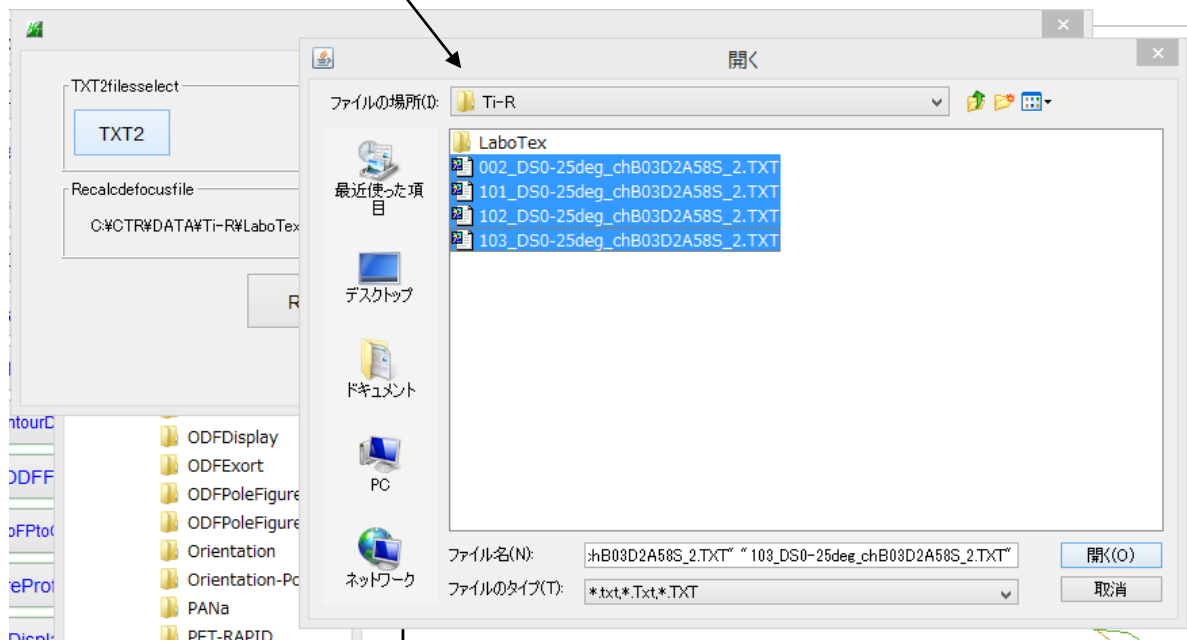 TXT2filesselect
TXT2
Recalcdefocusfile
C:¥CTR¥DATA¥Ti-R¥LaboTex
R
開く
ファイルの場所(I):
Ti-R
LaboTex
002_DS0-25deg_chB03D2A58S_2.TXT
101_DS0-25deg_chB03D2A58S_2.TXT
102_DS0-25deg_chB03D2A58S_2.TXT
103_DS0-25deg_chB03D2A58S_2.TXT
最近使った項
目
デスクトップ
ドキュメント
PC
ネットワーク
ファイル名(N):
:hB03D2A58S_2.TXT" "103_DS0-25deg_chB03D2A58S_2.TXT"
開く(O)
ファイルのタイプ(T):
*.txt,*.Txt,*.TXT
取消
ntourD
ODFF
oFPto
eProf
Displa
ODFDisplay
ODFExort
ODFPoleFigure
ODFPoleFigure
Orientation
Orientation-Po
PANa
PET-RAPID